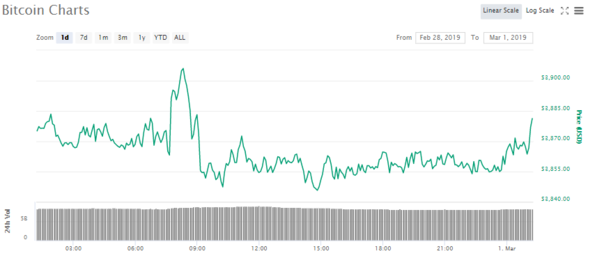 Bitcoin Charts
Linear Scale Log Scale
Zoom 1d 7d 1m 3m 1y YTD ALL
From Feb 28, 2019 To Mar 1, 2019
$3,900.00
$3,885.00
$3,870.00
$3,855.00
$3,840.00
Price (USD)
24h Vol
0
03:00 06:00 09:00 12:00 15:00 18:00 21:00 1. Mar